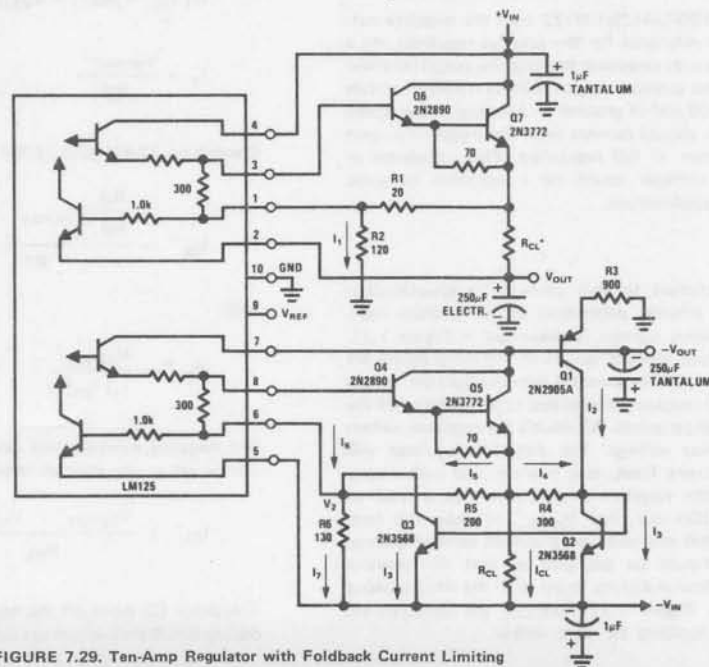 +VIN
1μF
TANTALUM
Q6
2N2890
Q7
2N3772
70
4
3
300
1.0k
1
R1
20
2
I1
R2
120
RCL*
10
GND
VOUT
9
VREF
250μF
ELECTR.
R3
900
7
-VOUT
8
Q4
2N2890
Q5
2N3772
Q1
2N2905A
250μF
TANTALUM
I2
300
1.0k
6
5
LM125
70
I6
I5
I4
V2
R5
200
R4
300
R6
130
Q3
2N3568
Q2
2N3568
I3
I7
I3
RCL
ICL
-VIN
1μF
FIGURE 7.29. Ten-Amp Regulator with Foldback Current Limiting